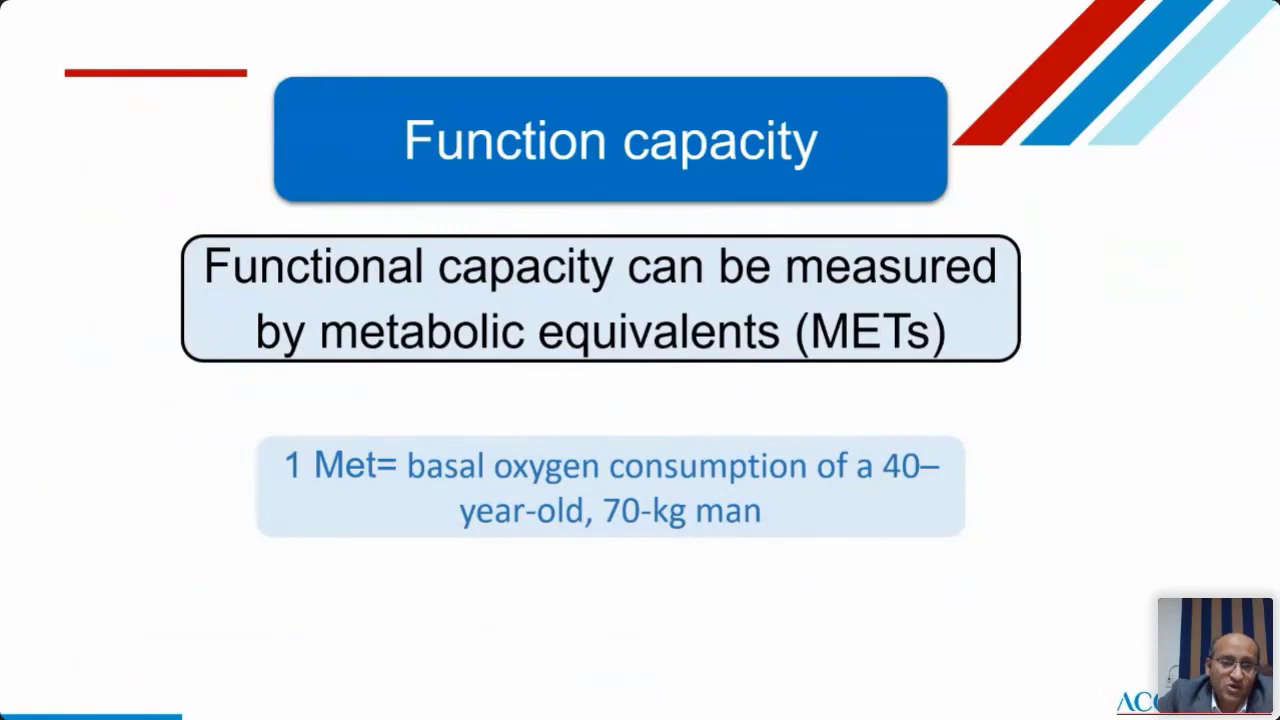 Function capacity
Functional capacity can be measured
by metabolic equivalents (METs)
1 Met= basal oxygen consumption of a 40–
year-old, 70-kg man